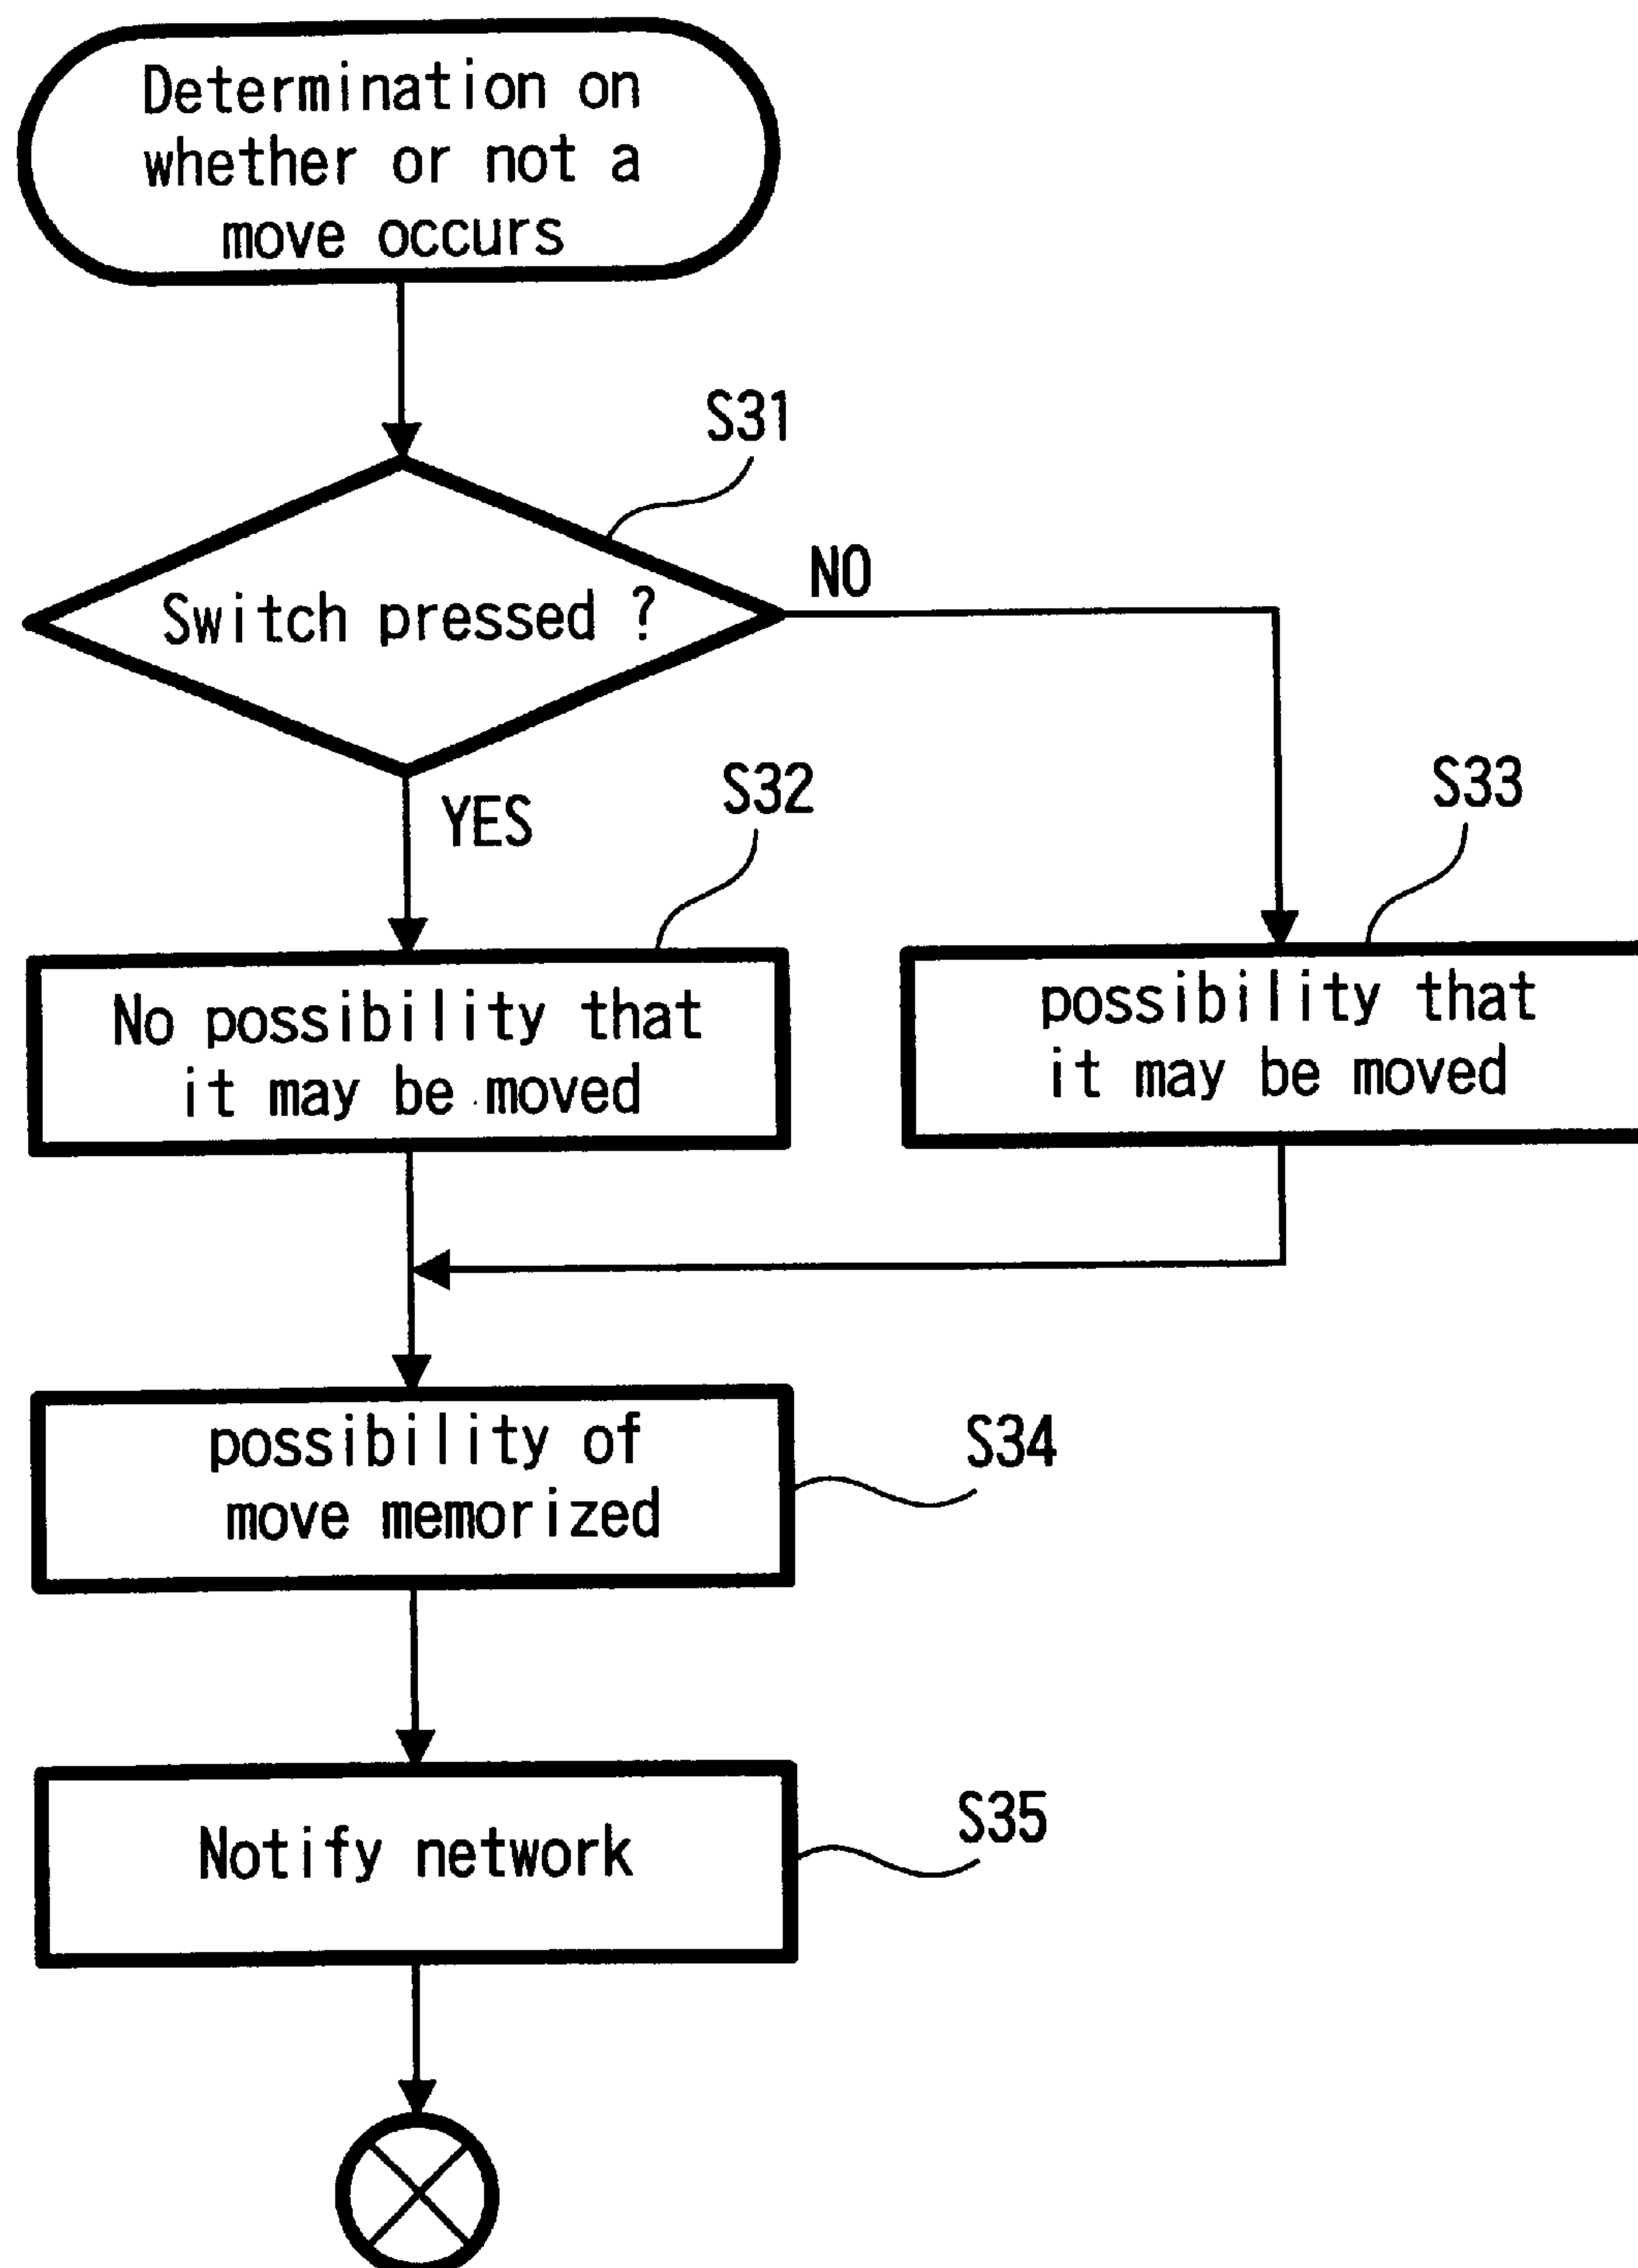 Determination on
whether or not a
move occurs
S31
Switch pressed ?
NO
YES
S32
S33
No possibility that
it may be moved
possibility that
it may be moved
possibility of
move memorized
S34
Notify network
S35